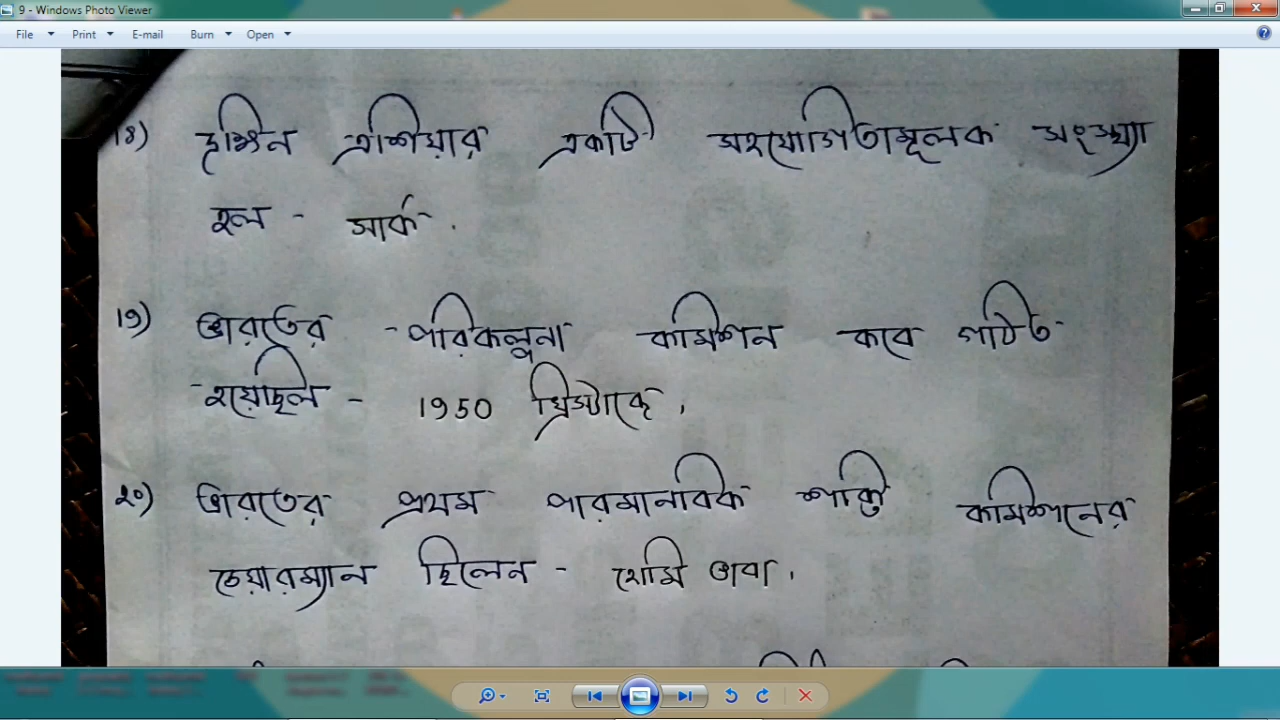 9 - Windows Photo Viewer
File Print E-mail Burn Open
১৪) দক্ষিন এশিয়ার একটি সহযোগিতামূলক সংস্থ্যা
হল - সার্ক.
১৯) ভারতের - পরিকল্পনা কমিশন কবে গঠিত
হয়েছিল - 1950 খ্রিস্টাব্দে,
২০) ভারতের প্রথম পারমানবিক শক্তি কমিশনের
চেয়ারম্যান ছিলেন - হোমি ভাবা,